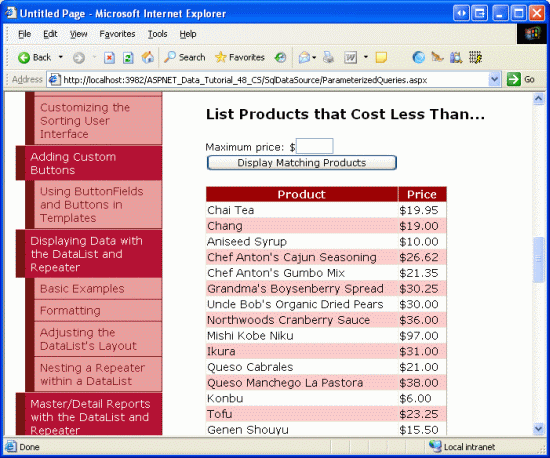 Untitled Page - Microsoft Internet Explorer
File Edit View Favorites Tools Help
Back Search Favorites
Address http://localhost:3982/ASPNET_Data_Tutorial_48_CS/SqlDataSource/ParameterizedQueries.aspx Go
Customizing the
Sorting User
Interface
Adding Custom
Buttons
Using ButtonFields
and Buttons in
Templates
Displaying Data with
the DataList and
Repeater
Basic Examples
Formatting
Adjusting the
DataList's Layout
Nesting a Repeater
within a DataList
Master/Detail Reports
with the DataList and
Repeater
List Products that Cost Less Than...
Maximum price: $
Display Matching Products
Product Price
Chai Tea $19.95
Chang $19.00
Aniseed Syrup $10.00
Chef Anton's Cajun Seasoning $26.62
Chef Anton's Gumbo Mix $21.35
Grandma's Boysenberry Spread $30.25
Uncle Bob's Organic Dried Pears $30.00
Northwoods Cranberry Sauce $36.00
Mishi Kobe Niku $97.00
Ikura $31.00
Queso Cabrales $21.00
Queso Manchego La Pastora $38.00
Konbu $6.00
Tofu $23.25
Genen Shouyu $15.50
Done Local intranet